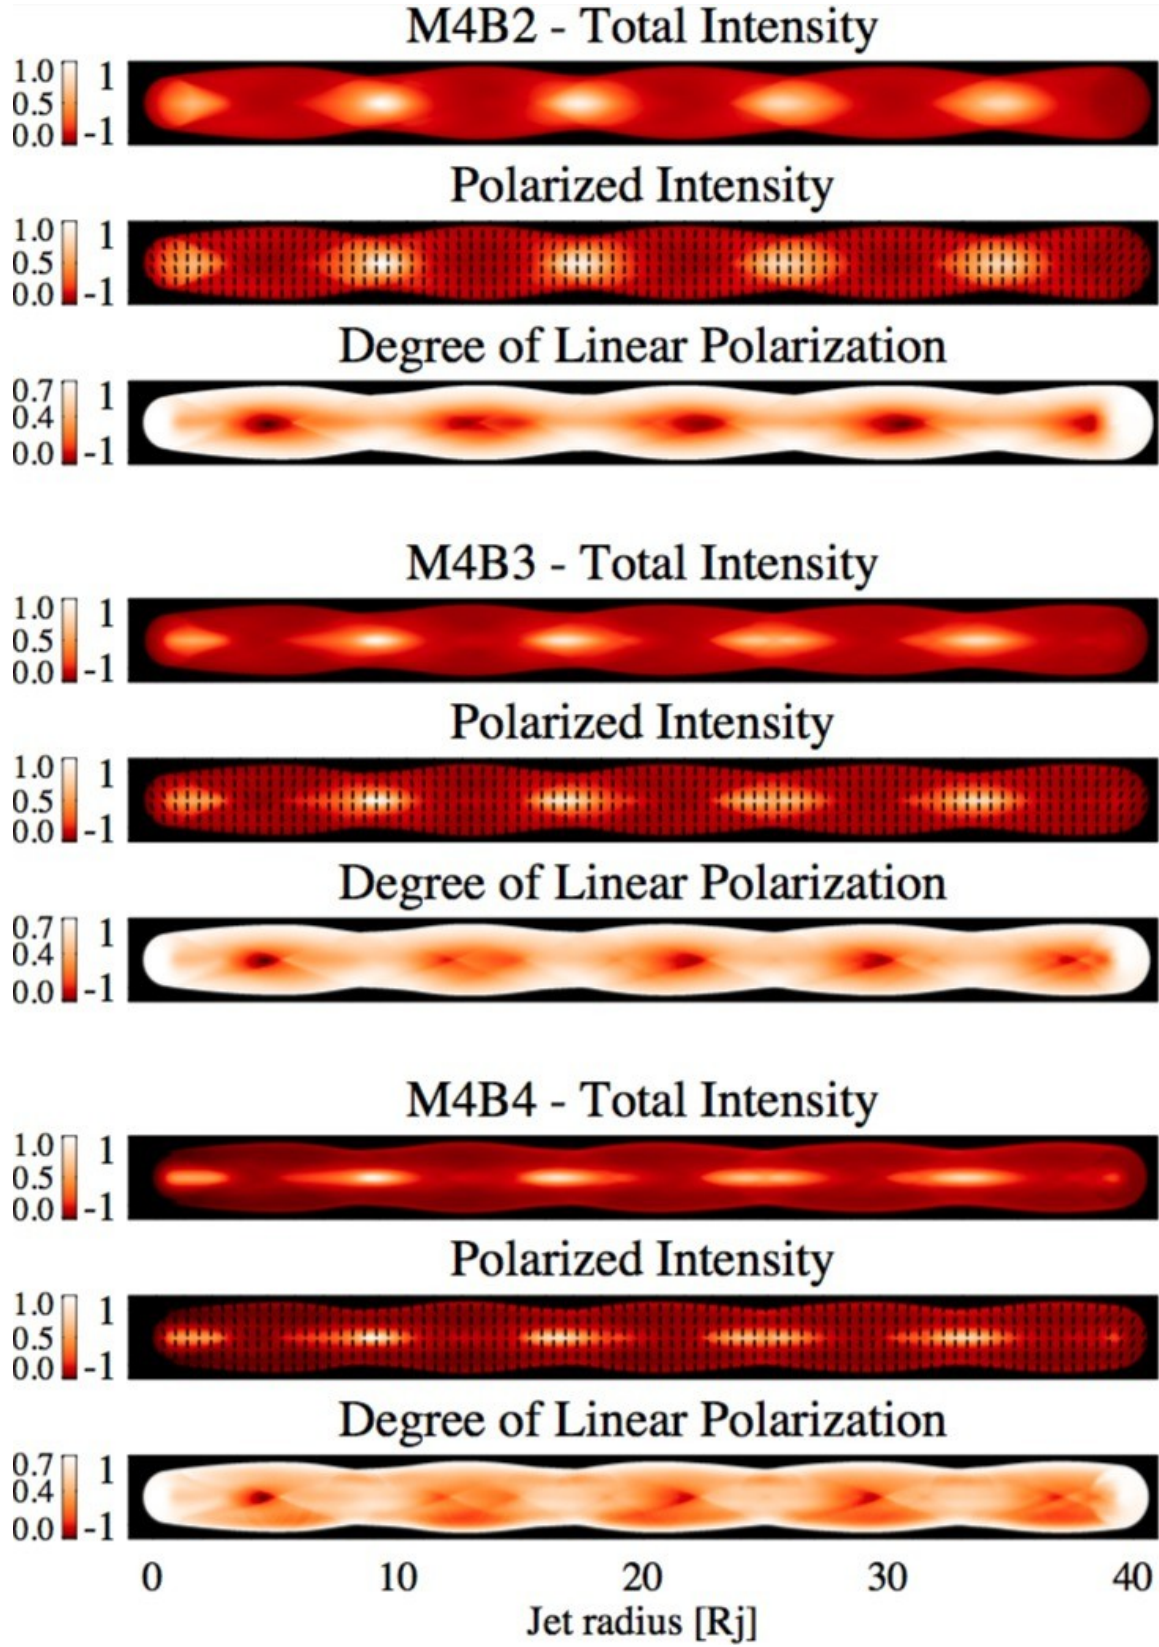 M4B2 - Total Intensity
1.0 1
0.5
0.0 -1
Polarized Intensity
1.0 1
0.5
0.0 -1
Degree of Linear Polarization
0.7 1
0.4
0.0 -1
M4B3 - Total Intensity
1.0 1
0.5
0.0 -1
Polarized Intensity
1.0 1
0.5
0.0 -1
Degree of Linear Polarization
0.7 1
0.4
0.0 -1
M4B4 - Total Intensity
1.0 1
0.5
0.0 -1
Polarized Intensity
1.0 1
0.5
0.0 -1
Degree of Linear Polarization
0.7 1
0.4
0.0 -1
0 10 20 30 40
Jet radius [Rj]